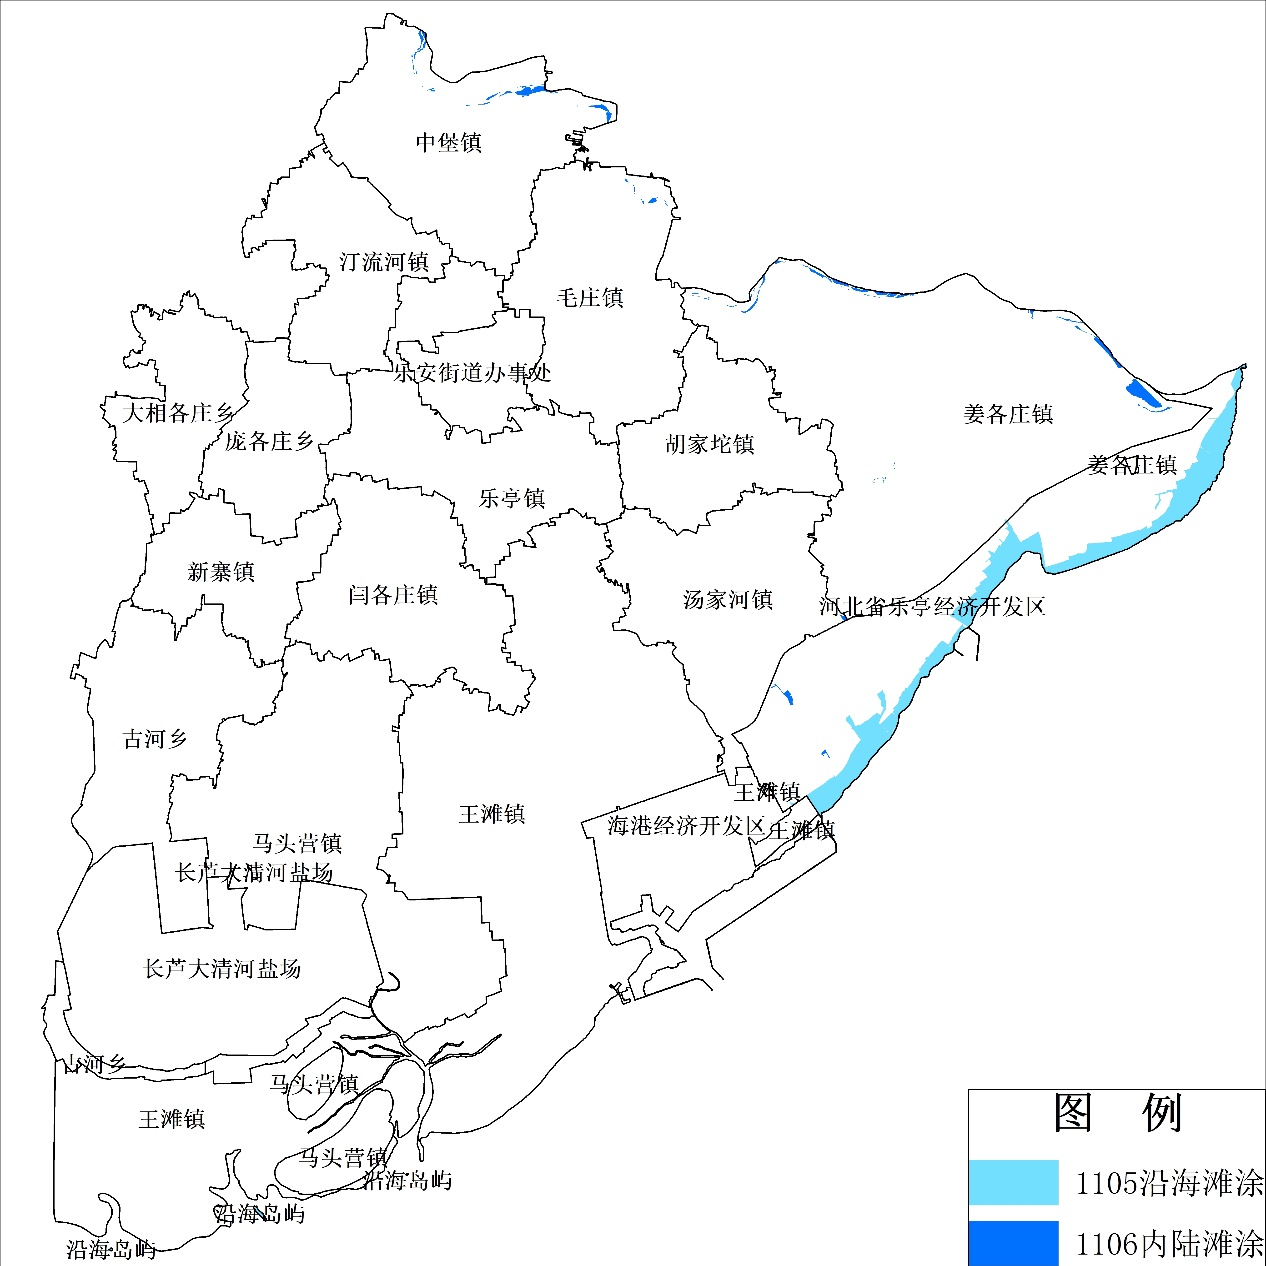 中堡镇
汀流河镇
毛庄镇
乐安街道办事处
大相各庄乡
庞各庄乡
姜各庄镇
胡家坨镇
姜各庄镇
乐亭镇
新寨镇
闫各庄镇
汤家河镇
河北省乐亭经济开发区
古河乡
王滩镇
王滩镇
海港经济开发区
王滩镇
马头营镇
长芦大清河盐场
长芦大清河盐场
古河乡
马头营镇
王滩镇
马头营镇
沿海岛屿
沿海岛屿
沿海岛屿
图 例
1105沿海滩涂
1106内陆滩涂